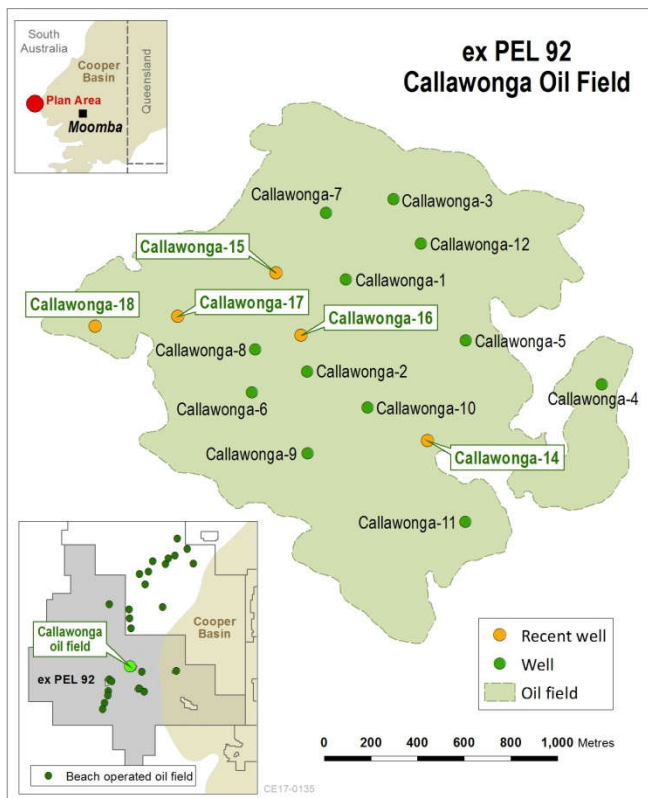 South
Australia
Cooper
Basin
Queensland
Plan Area
Moomba
ex PEL 92
Callawonga Oil Field
Callawonga-7
Callawonga-3
Callawonga-12
Callawonga-15
Callawonga-1
Callawonga-18
Callawonga-17
Callawonga-16
Callawonga-8
Callawonga-5
Callawonga-2
Callawonga-6
Callawonga-10
Callawonga-4
Callawonga-9
Callawonga-14
Callawonga-11
Cooper
Basin
Callawonga
oil field
ex PEL 92
Beach operated oil field
CE17-0135
Recent well
Well
Oil field
0 200 400 600 800 1,000 Metres